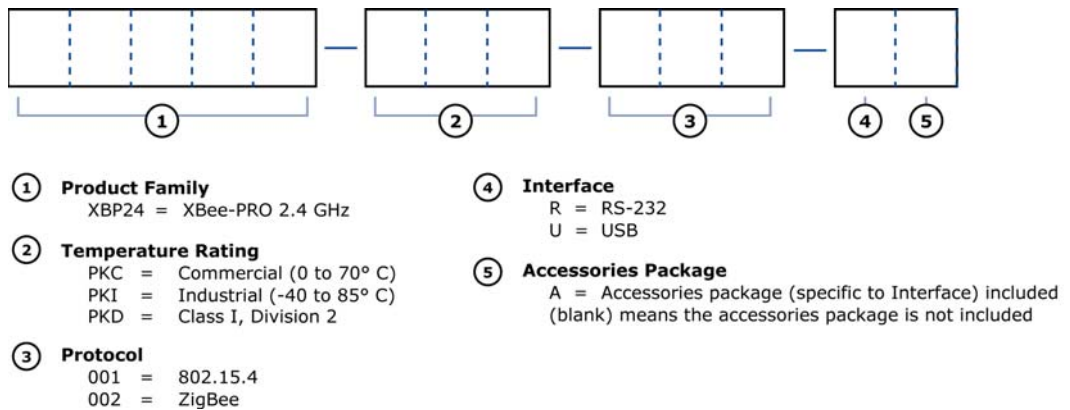 ① ② ③ ④ ⑤
① Product Family
XBP24 = XBee-PRO 2.4 GHz
② Temperature Rating
PKC = Commercial (0 to 70° C)
PKI = Industrial (-40 to 85° C)
PKD = Class I, Division 2
③ Protocol
001 = 802.15.4
002 = ZigBee
④ Interface
R = RS-232
U = USB
⑤ Accessories Package
A = Accessories package (specific to Interface) included
(blank) means the accessories package is not included